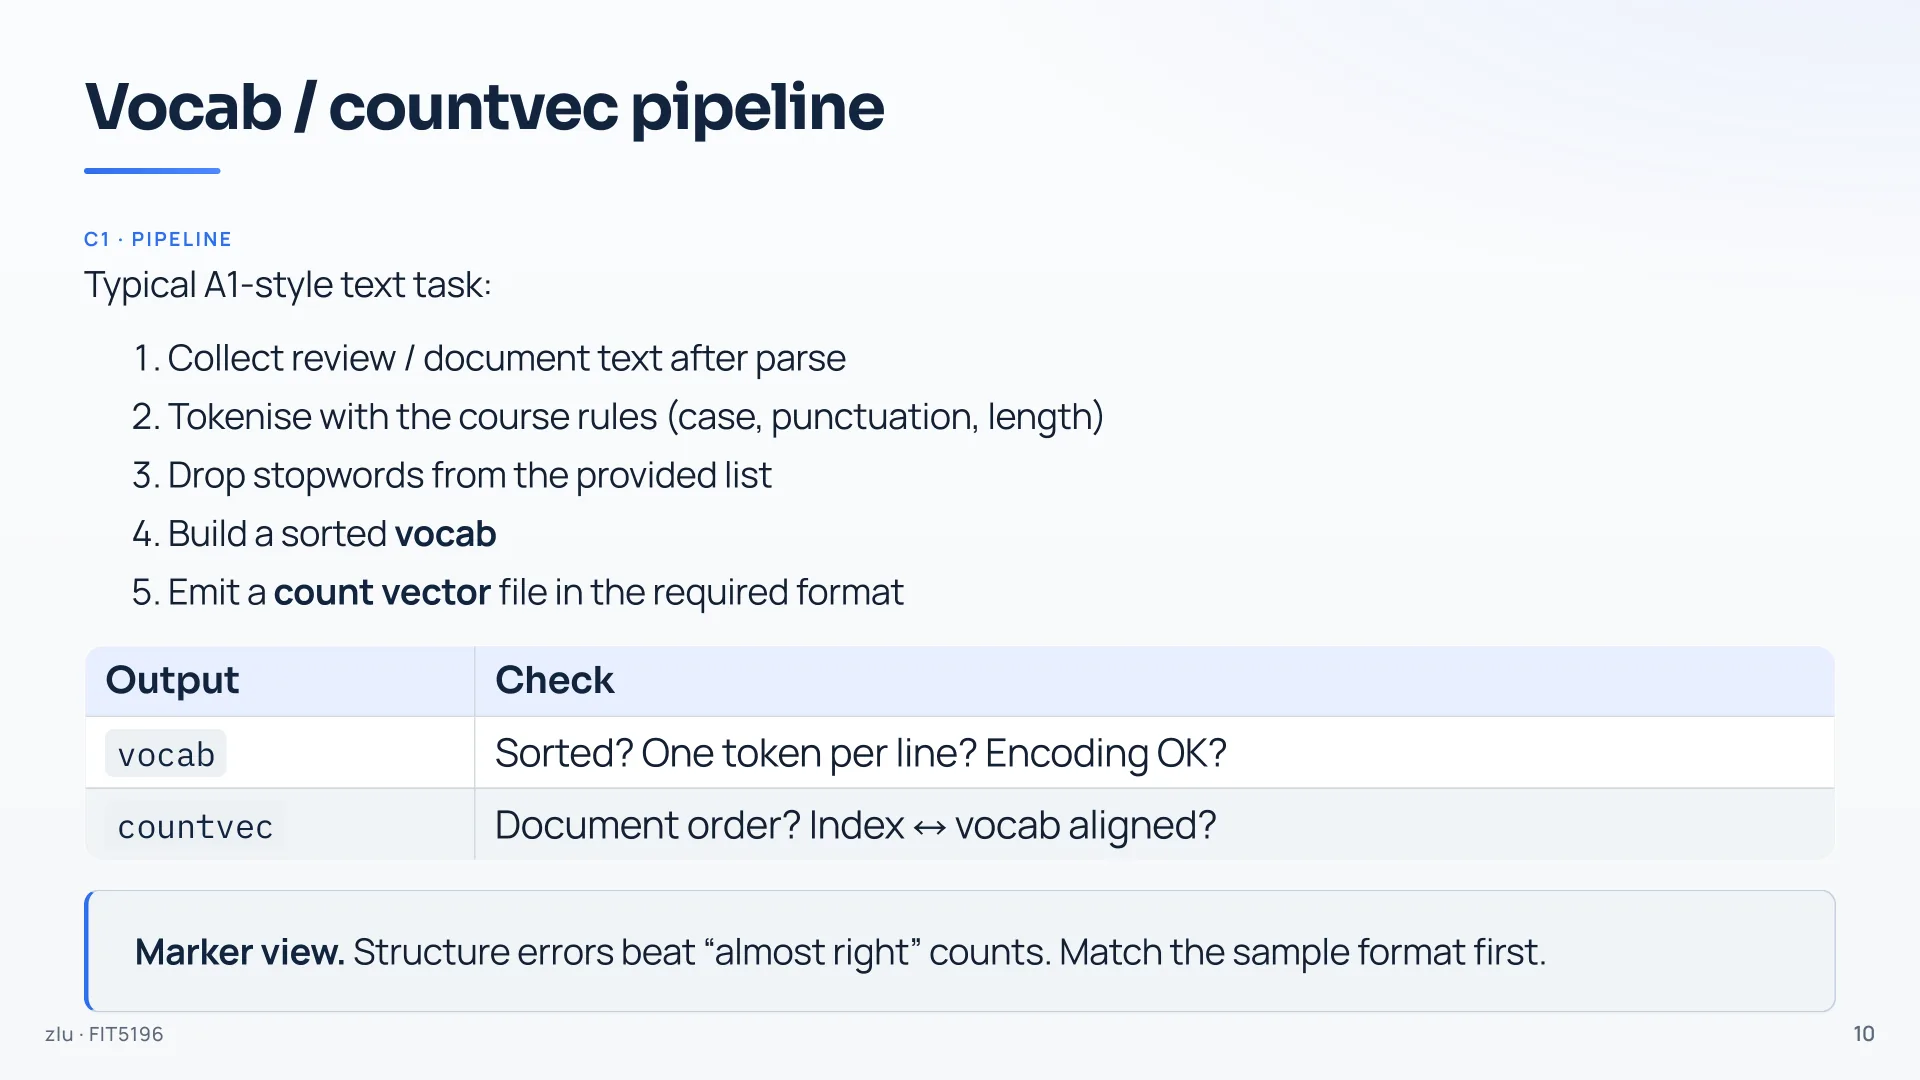 Vocab / countvec pipeline
C1 · PIPELINE
Typical A1-style text task:
1. Collect review / document text after parse
2. Tokenise with the course rules (case, punctuation, length)
3. Drop stopwords from the provided list
4. Build a sorted vocab
5. Emit a count vector file in the required format
Output Check
vocab Sorted? One token per line? Encoding OK?
countvec Document order? Index ↔ vocab aligned?
Marker view. Structure errors beat “almost right” counts. Match the sample format first.
zlu · FIT5196
10